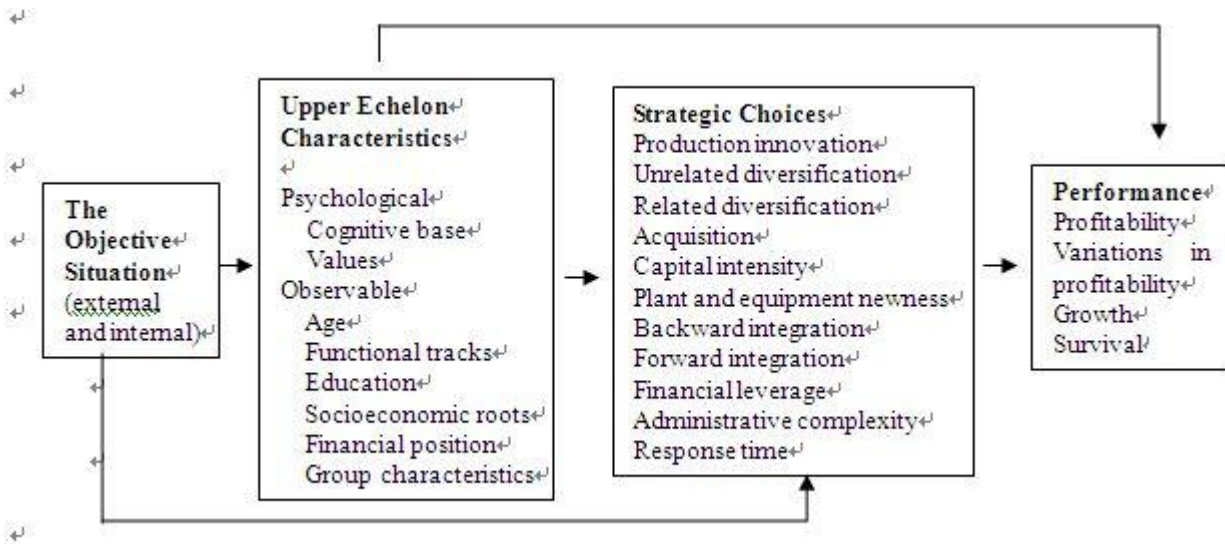 The
Objective
Situation
(external
and internal)
Upper Echelon
Characteristics
Psychological
Cognitive base
Values
Observable
Age
Functional tracks
Education
Socioeconomic roots
Financial position
Group characteristics
Strategic Choices
Production innovation
Unrelated diversification
Related diversification
Acquisition
Capital intensity
Plant and equipment newness
Backward integration
Forward integration
Financial leverage
Administrative complexity
Response time
Performance
Profitability
Variations in
profitability
Growth
Survival